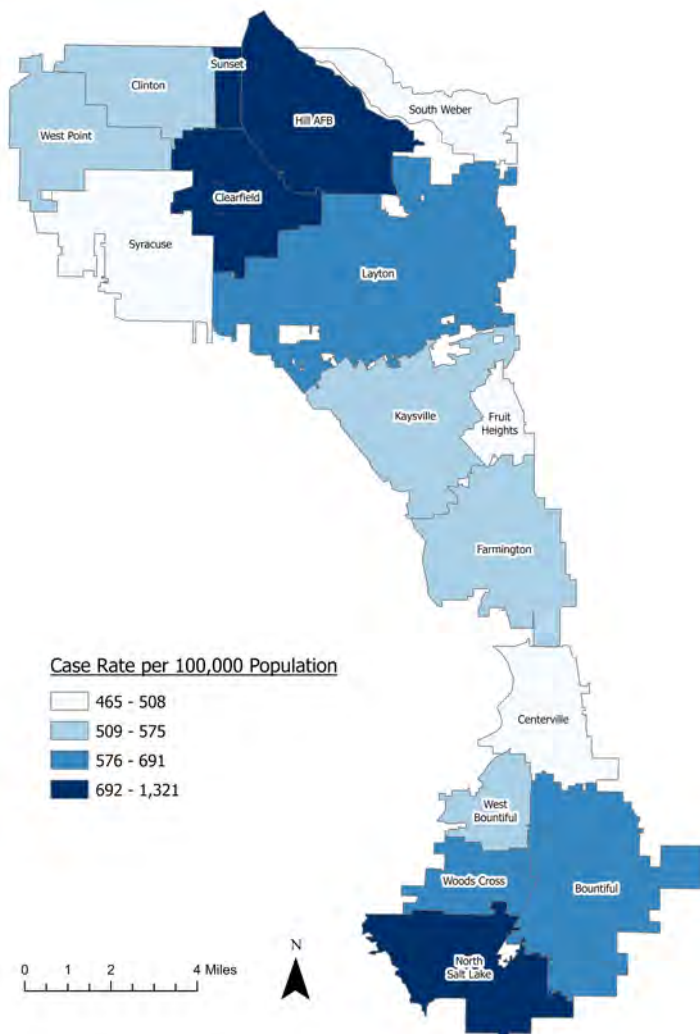 Sunset
Clinton
South Weber
Hill AFB
West Point
Clearfield
Syracuse
Layton
Kaysville
Fruit
Heights
Farmington
Case Rate per 100,000 Population
465 - 508
509 - 575
576 - 691
692 - 1,321
Centerville
West
Bountiful
Woods Cross
Bountiful
North
Salt Lake
N
0 1 2 4 Miles